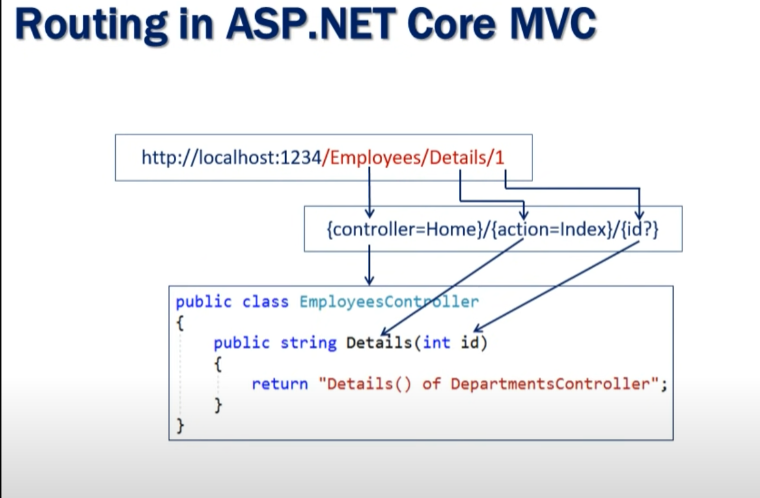 Routing in ASP.NET Core MVC
http://localhost:1234/Employees/Details/1
{controller=Home}/{action=Index}/{id?}
public class EmployeesController
{
public string Details(int id)
{
return "Details() of DepartmentsController";
}
}